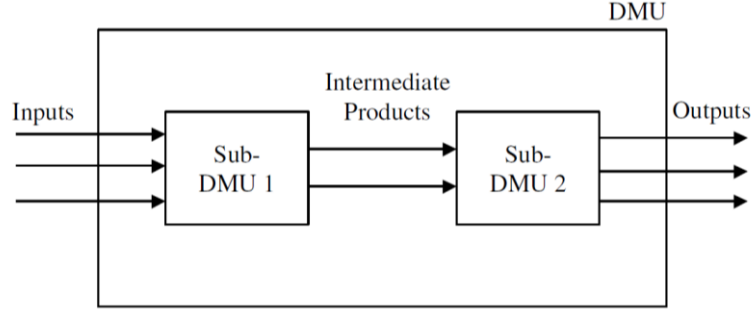 DMU
Inputs
Intermediate
Products
Outputs
Sub-
DMU 1
Sub-
DMU 2